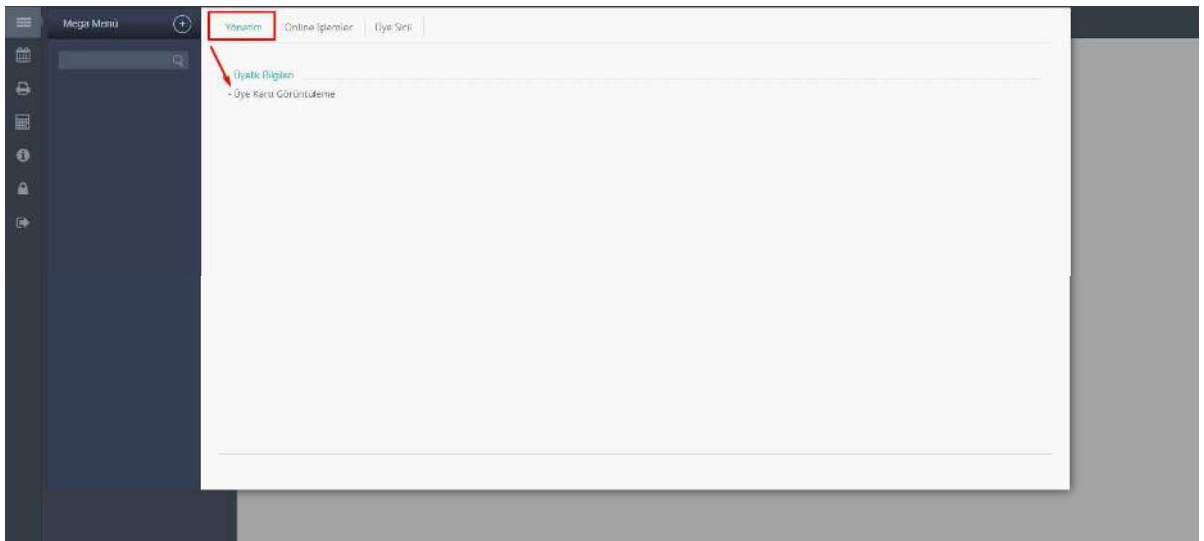 Mega Menü
Yönetim Online İşlemler Üye Sicil
Üyelik Bilgileri
- Üye Kartı Görüntüleme